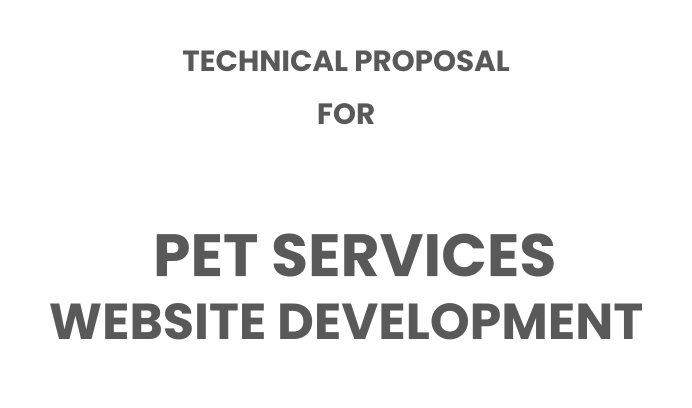 TECHNICAL PROPOSAL
FOR
PET SERVICES
WEBSITE DEVELOPMENT